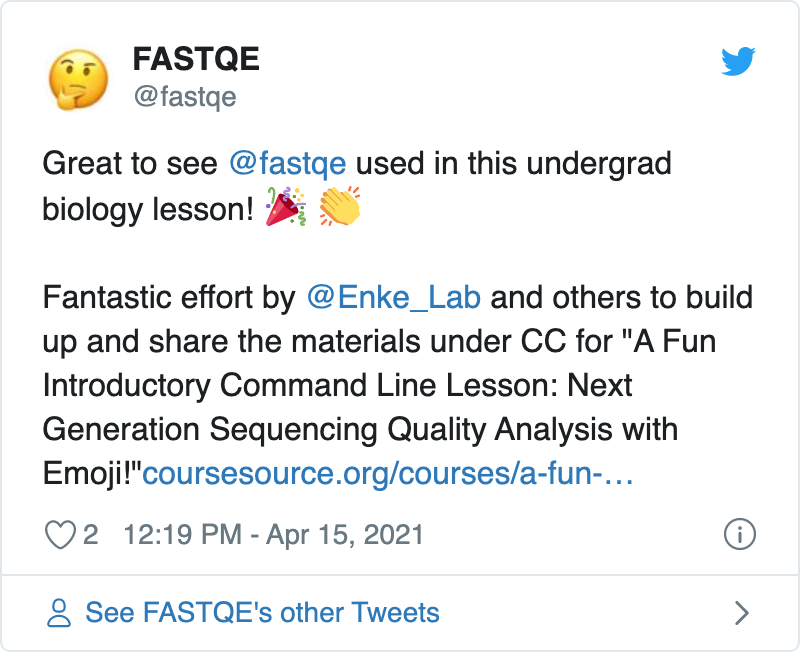 FASTQE
@fastqe
Great to see @fastqe used in this undergrad
biology lesson! 🎉 👏
Fantastic effort by @Enke_Lab and others to build
up and share the materials under CC for "A Fun
Introductory Command Line Lesson: Next
Generation Sequencing Quality Analysis with
Emoji!"coursesource.org/courses/a-fun-…
2 12:19 PM - Apr 15, 2021
See FASTQE's other Tweets